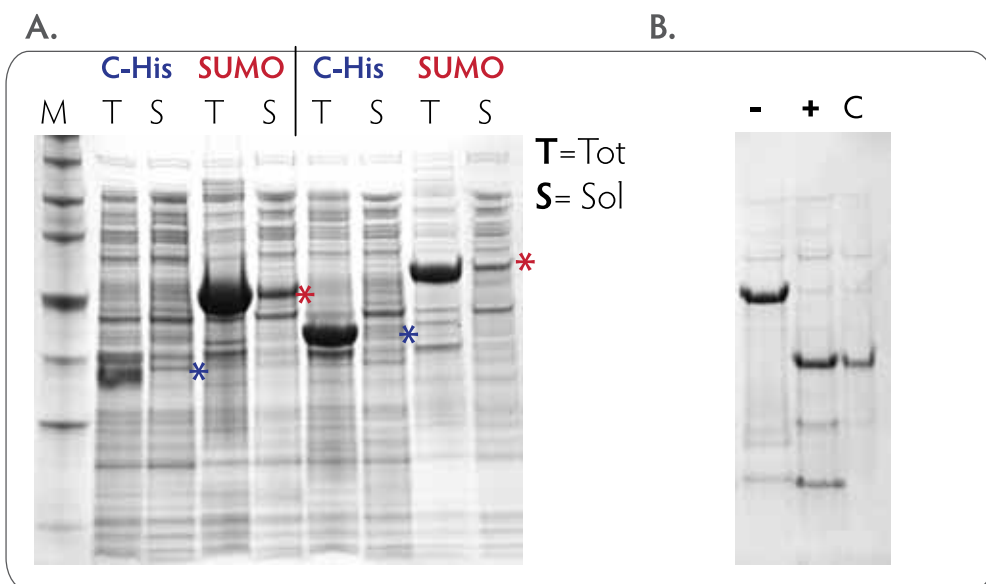 A.
C-His SUMO C-His SUMO
M T S T S T S T S
T=Tot
S= Sol
*
*
*
*
B.
- + C